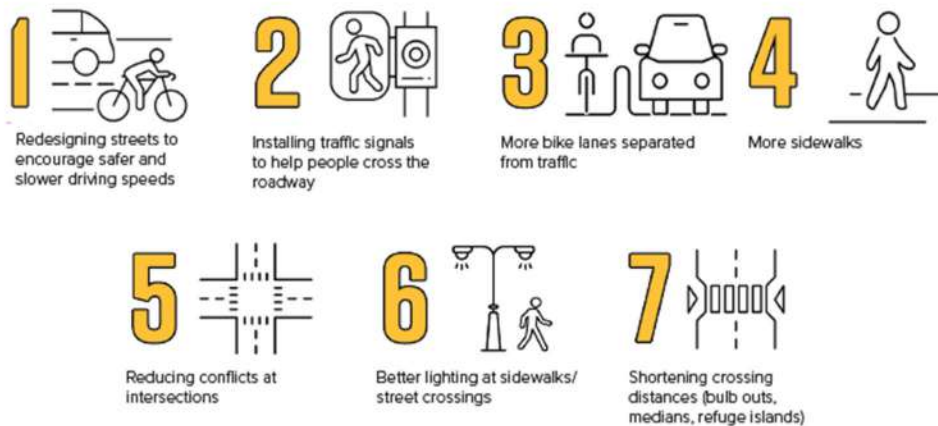 1
Redesigning streets to
encourage safer and
slower driving speeds
2
Installing traffic signals
to help people cross the
roadway
3
More bike lanes separated
from traffic
4
More sidewalks
5
Reducing conflicts at
intersections
6
Better lighting at sidewalks/
street crossings
7
Shortening crossing
distances (bulb outs,
medians, refuge islands)